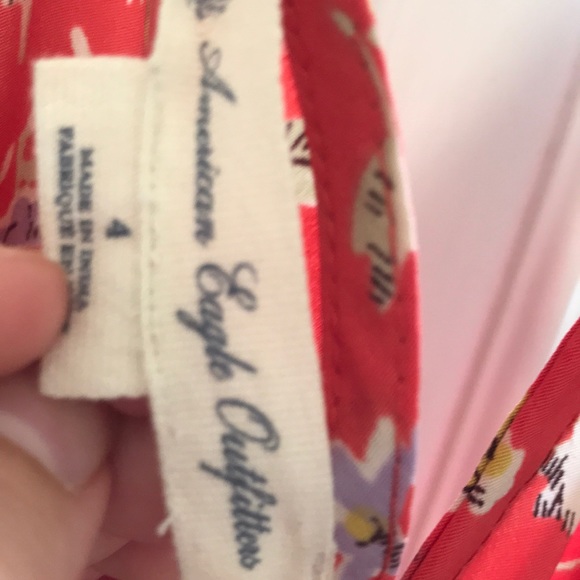 American Eagle Outfitters
4
MADE IN INDIA
FABRIQUE EN